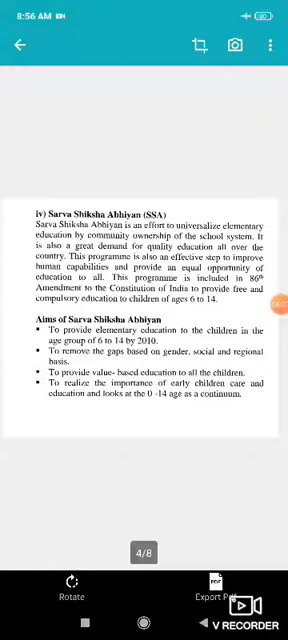 8:56 AM
iv) Sarva Shiksha Abhiyan (SSA)
Sarva Shiksha Abhiyan is an effort to universalize elementary
education by community ownership of the school system. It
is also a great demand for quality education all over the
country. This programme is also an effective step to improve
human capabilities and provide an equal opportunity of
education to all. This programme is included in 86th
Amendment to the Constitution of India to provide free and
compulsory education to children of ages 6 to 14.
Aims of Sarva Shiksha Abhiyan
▪ To provide elementary education to the children in the
age group of 6 to 14 by 2010.
▪ To remove the gaps based on gender, social and regional
basis.
▪ To provide value- based education to all the children.
▪ To realize the importance of early children care and
education and looks at the 0 -14 age as a continuum.
4/8
Rotate
PDF
Export Pdf
V RECORDER